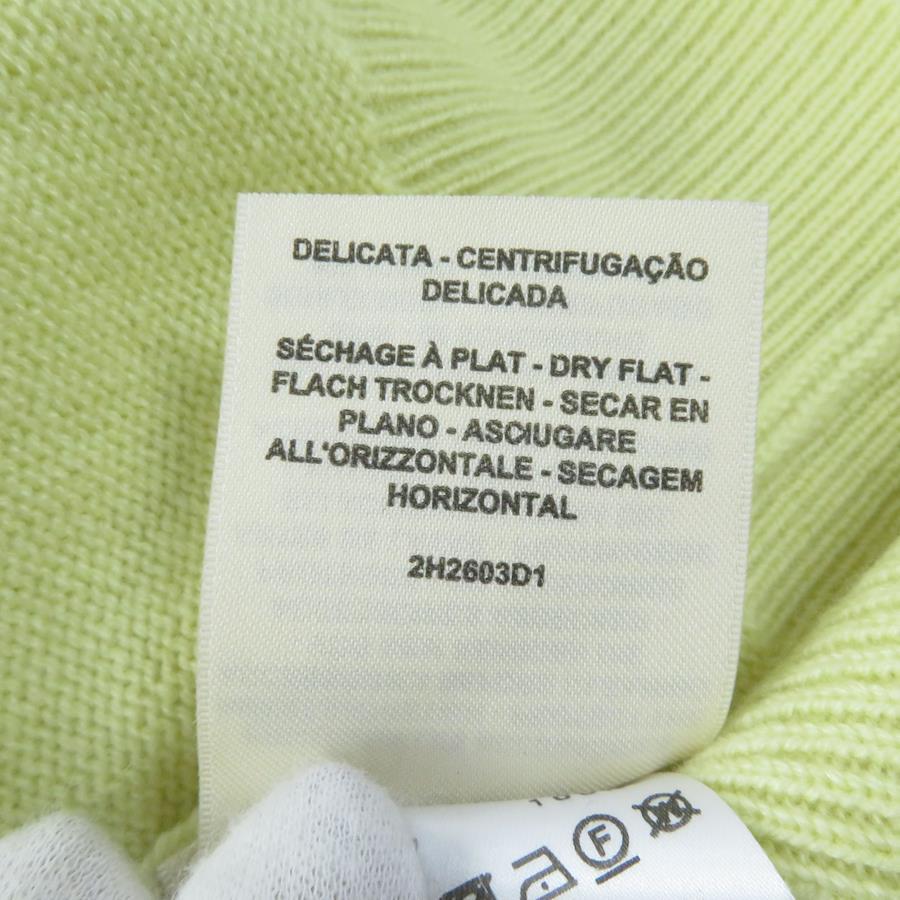 DELICATA - CENTRIFUGAÇÃO
DELICADA
SÉCHAGE À PLAT - DRY FLAT -
FLACH TROCKNEN - SECAR EN
PLANO - ASCIUGARE
ALL'ORIZZONTALE - SECAGEM
HORIZONTAL
2H2603D1
F
W